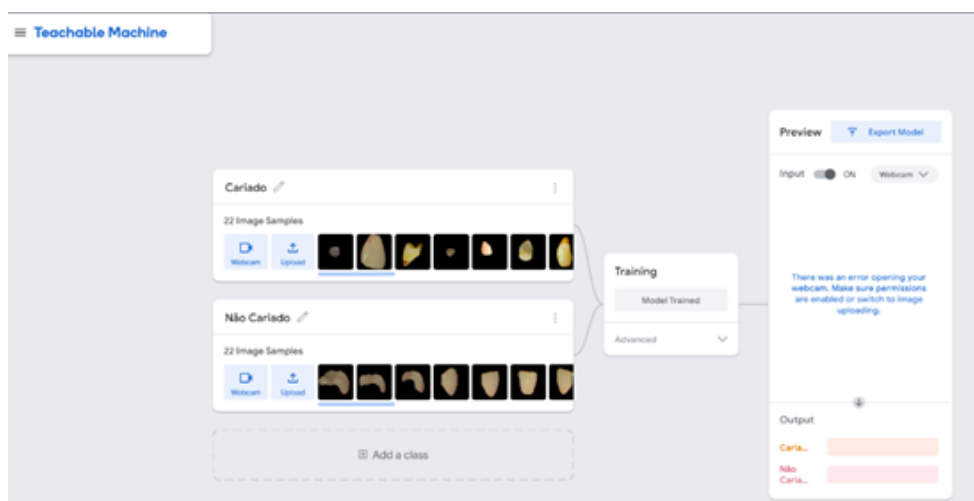 Teachable Machine
Cariado
22 Image Samples
Webcam
Upload
Não Cariado
22 Image Samples
Webcam
Upload
Add a class
Training
Model Trained
Advanced
Preview
Export Model
Input
ON
Webcam
There was an error opening your
webcam. Make sure permissions
are enabled or switch to image
uploading.
Output
Caria...
Não
Caria...